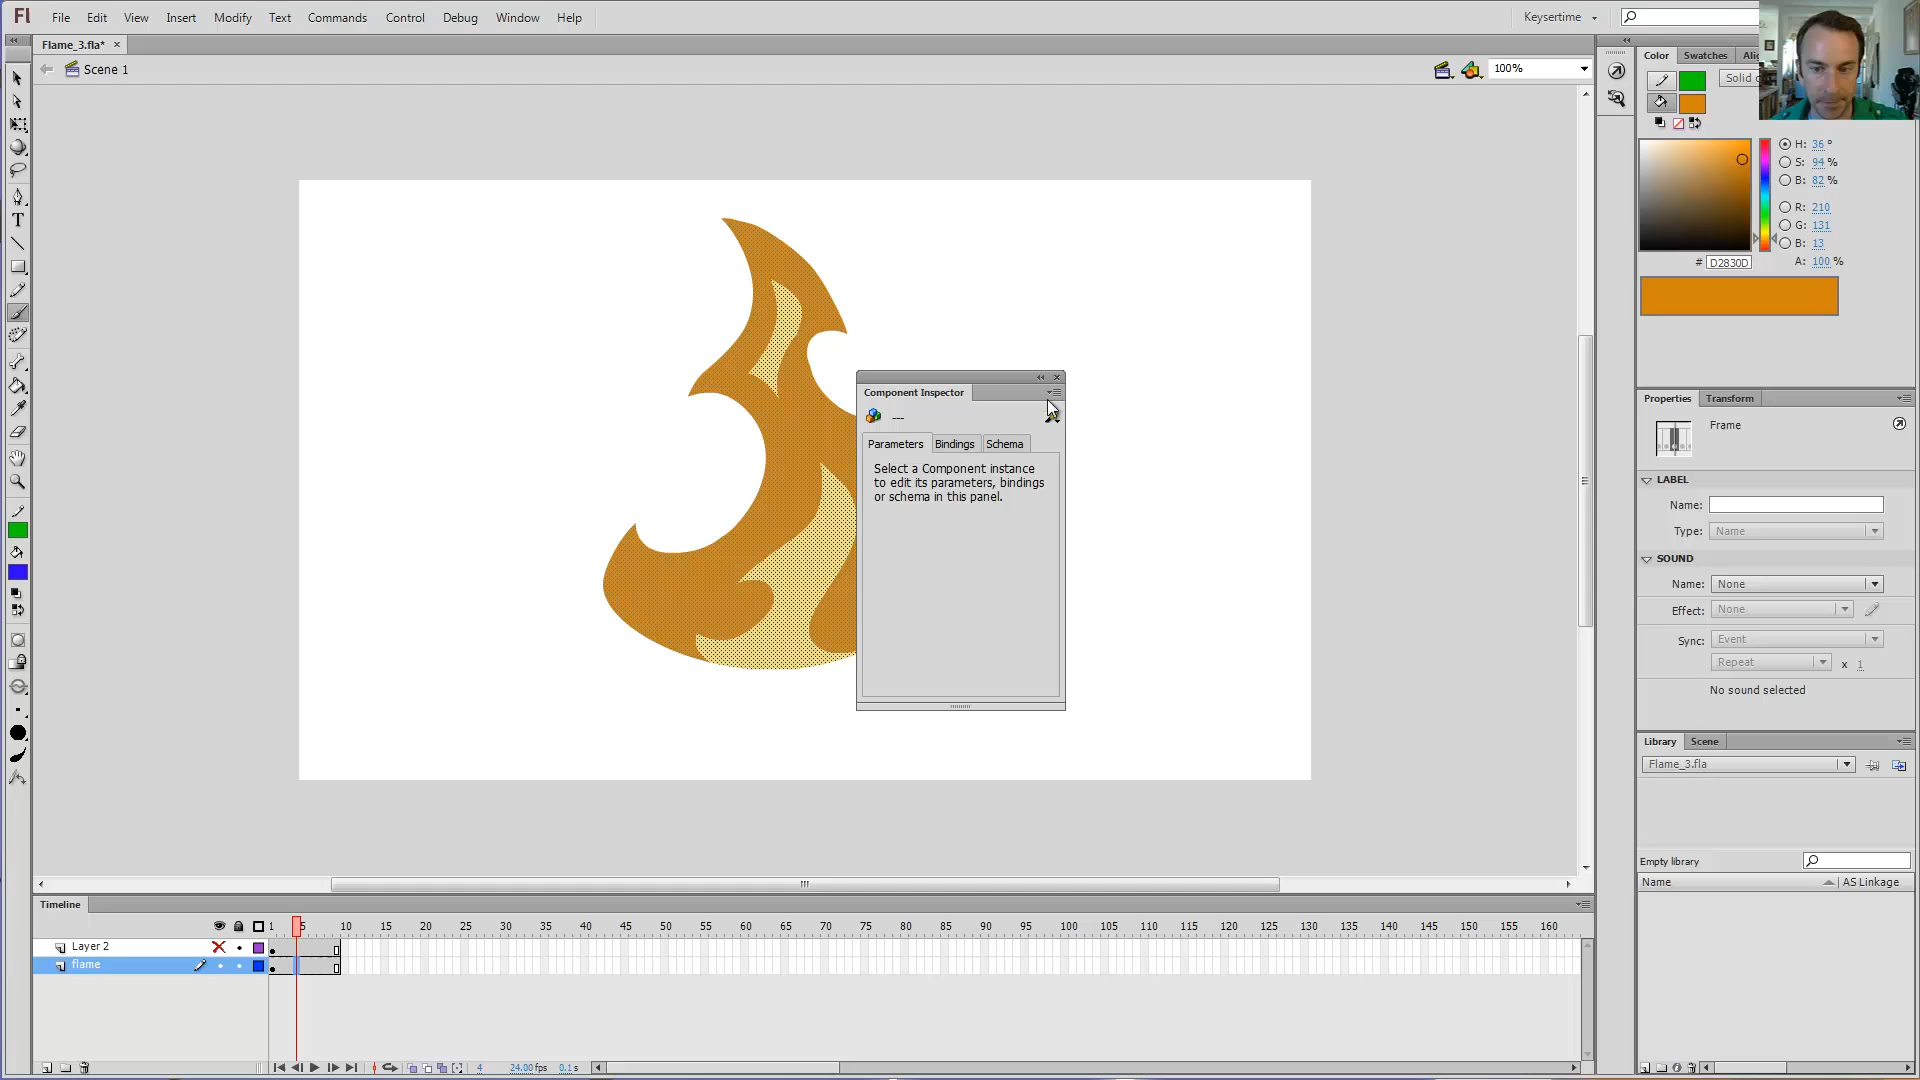 Fl File Edit View Insert Modify Text Commands Control Debug Window Help Keysertime
Flame_3.fla* ×
Scene 1 100%
Color Swatches
H: 36 °
S: 94 %
B: 82 %
R: 210
G: 131
B: 13
# D2830D A: 100 %
Component Inspector
---
Parameters Bindings Schema
Select a Component instance
to edit its parameters, bindings
or schema in this panel.
Properties Transform
Frame
LABEL
Name:
Type: Name
SOUND
Name: None
Effect: None
Sync: Event
Repeat x 1
No sound selected
Library Scene
Flame_3.fla
Empty library
Name AS Linkage
Timeline
1 5 10 15 20 25 30 35 40 45 50 55 60 65 70 75 80 85 90 95 100 105 110 115 120 125 130 135 140 145 150 155 160
Layer 2
flame
4 24.00 fps 0.1 s